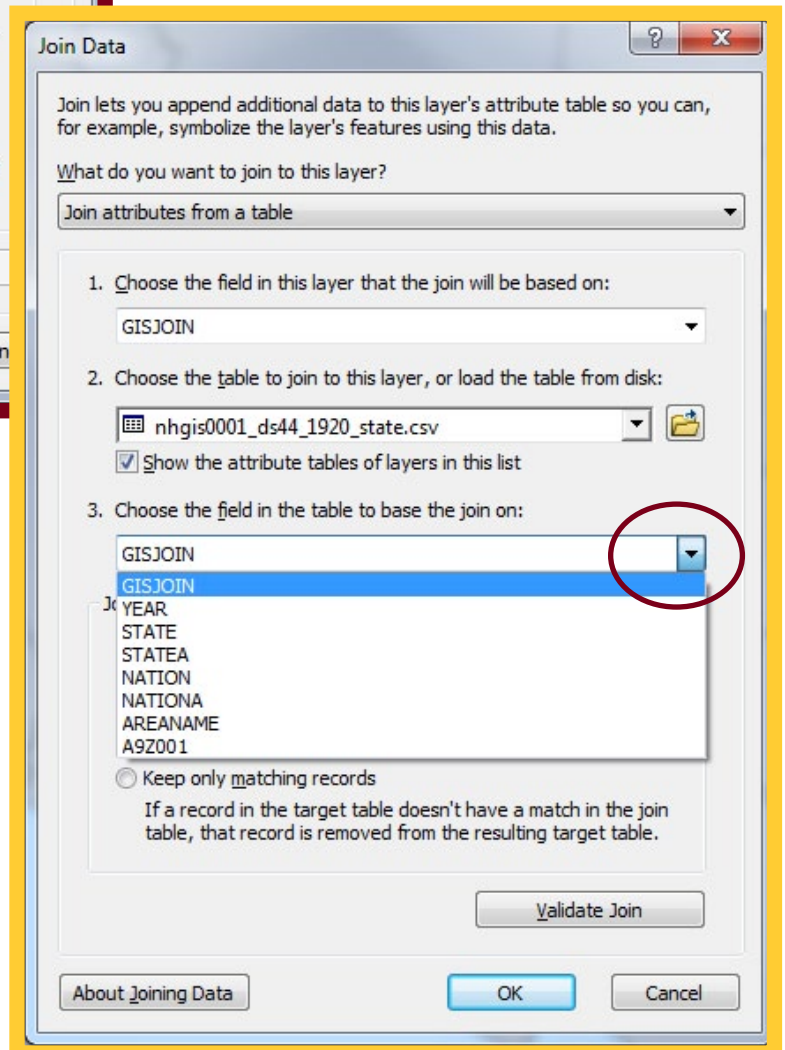 Join Data
Join lets you append additional data to this layer's attribute table so you can,
for example, symbolize the layer's features using this data.
What do you want to join to this layer?
Join attributes from a table
1. Choose the field in this layer that the join will be based on:
GISJOIN
2. Choose the table to join to this layer, or load the table from disk:
nhgis0001_ds44_1920_state.csv
Show the attribute tables of layers in this list
3. Choose the field in the table to base the join on:
GISJOIN
GISJOIN
YEAR
STATE
STATEA
NATION
NATIONA
AREANAME
A9Z001
Keep only matching records
If a record in the target table doesn't have a match in the join
table, that record is removed from the resulting target table.
Validate Join
About Joining Data
OK
Cancel